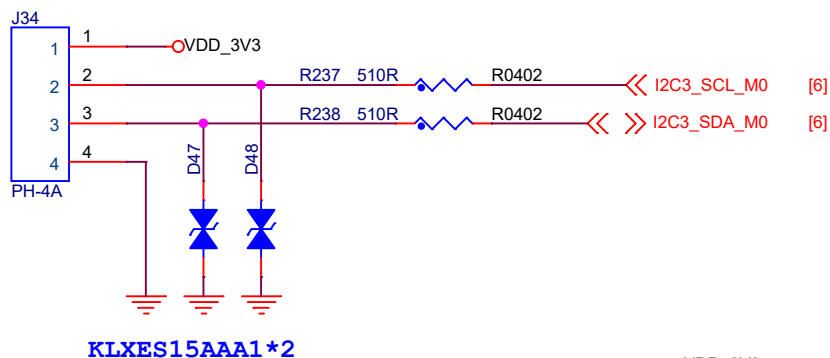 J34
1 1 VDD_3V3
2 2 R237 510R R0402 I2C3_SCL_M0 [6]
3 3 R238 510R R0402 I2C3_SDA_M0 [6]
4 4 D47 D48
PH-4A
KLXES15AAA1*2